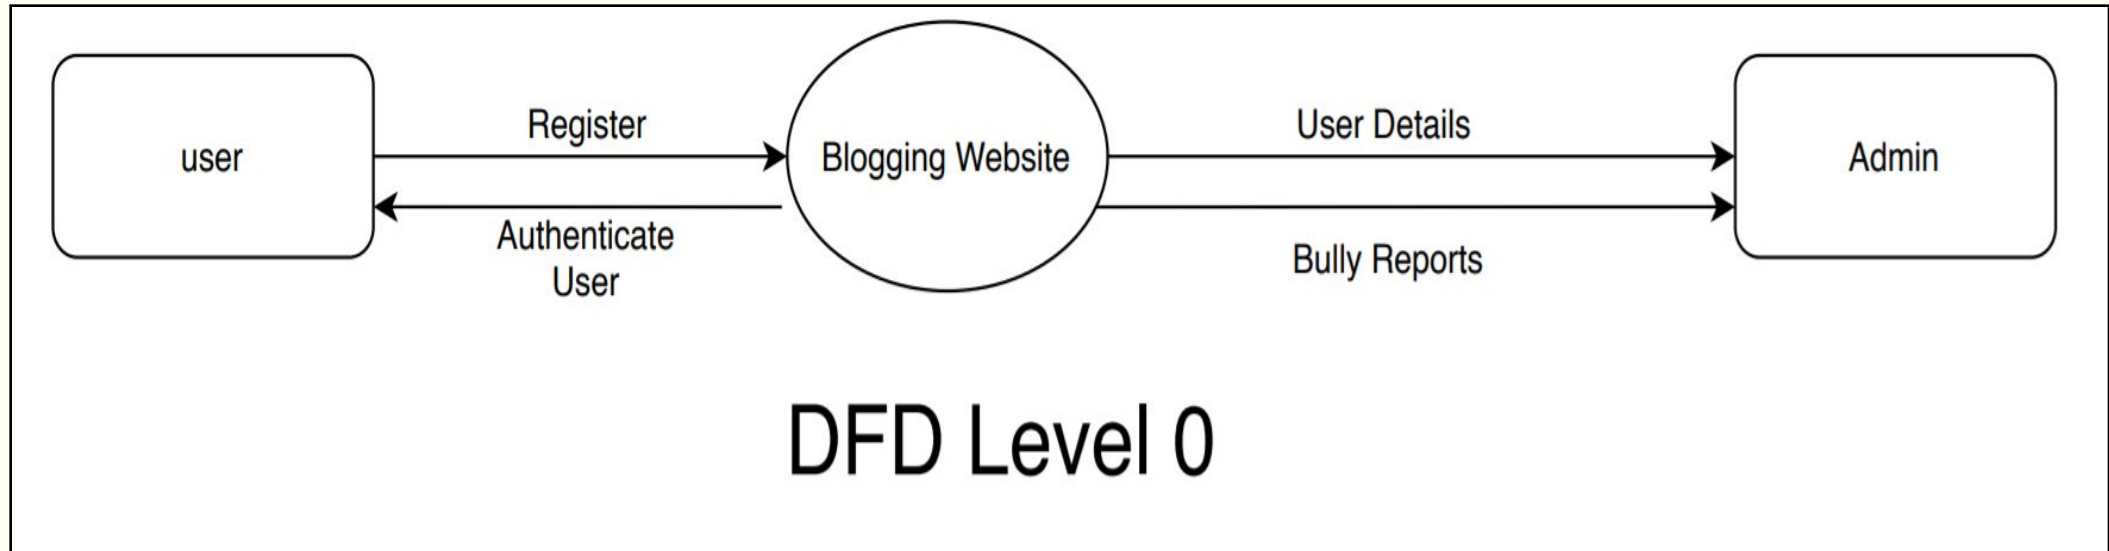 user
Register
Authenticate
User
Blogging Website
User Details
Bully Reports
Admin
DFD Level 0